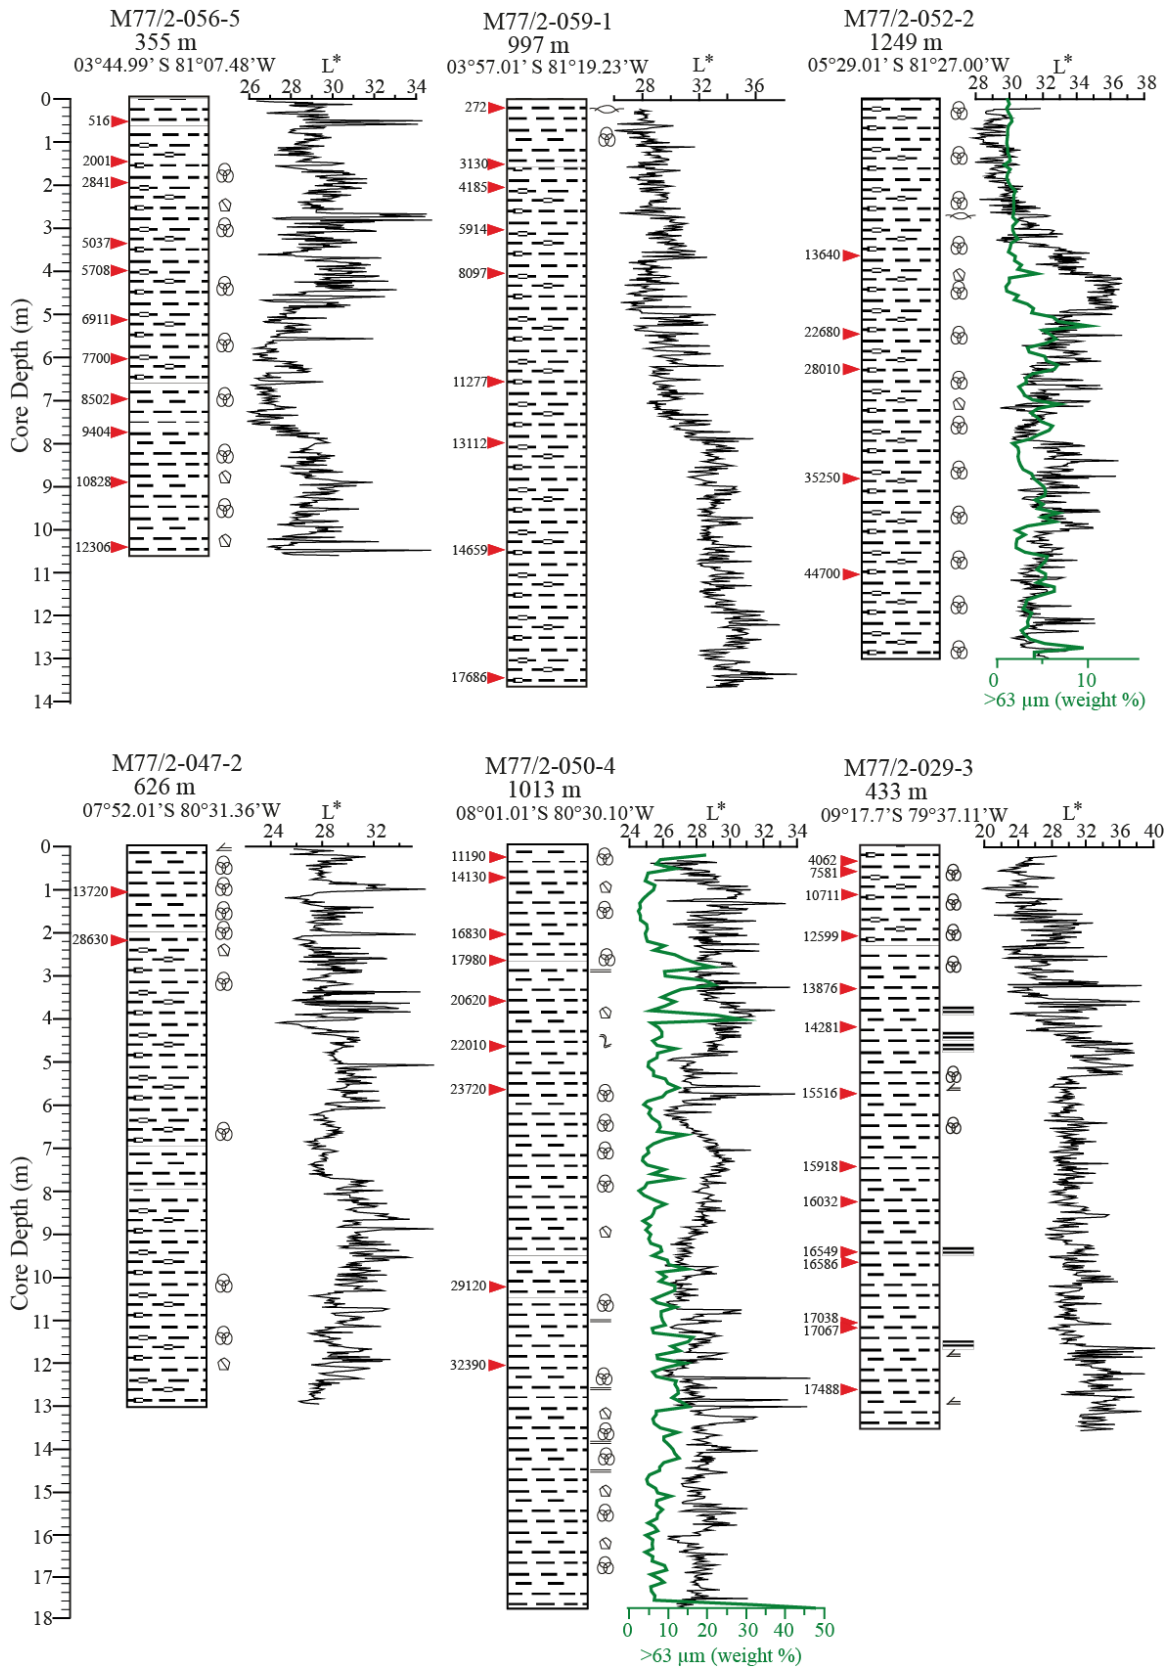 M77/2-056-5
355 m
03°44.99' S 81°07.48'W
L*
26 28 30 32 34
M77/2-059-1
997 m
03°57.01' S 81°19.23'W
L*
28 32 36
M77/2-052-2
1249 m
05°29.01' S 81°27.00'W
L*
28 30 32 34 36 38
Core Depth (m)
0
1
2
3
4
5
6
7
8
9
10
11
12
13
14
516
2001
2841
5037
5708
6911
7700
8502
9404
10828
12306
272
3130
4185
5914
8097
11277
13112
14659
17686
13640
22680
28010
35250
44700
0 10
>63 µm (weight %)
M77/2-047-2
626 m
07°52.01'S 80°31.36'W
L*
24 28 32
M77/2-050-4
1013 m
08°01.01'S 80°30.10'W
L*
24 26 28 30 32 34
M77/2-029-3
433 m
09°17.7'S 79°37.11'W
L*
20 24 28 32 36 40
Core Depth (m)
0
1
2
3
4
5
6
7
8
9
10
11
12
13
14
15
16
17
18
13720
28630
11190
14130
16830
17980
20620
22010
23720
29120
32390
4062
7581
10711
12599
13876
14281
15516
15918
16032
16549
16586
17038
17067
17488
0 10 20 30 40 50
>63 µm (weight %)